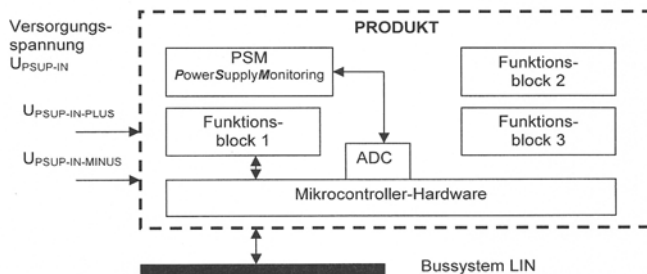 Versorgungs-
spannung
UPSUP-IN
UPSUP-IN-PLUS
UPSUP-IN-MINUS
PRODUKT
PSM
PowerSupplyMonitoring
Funktions-
block 2
Funktions-
block 1
Funktions-
block 3
ADC
Mikrocontroller-Hardware
Bussystem LIN